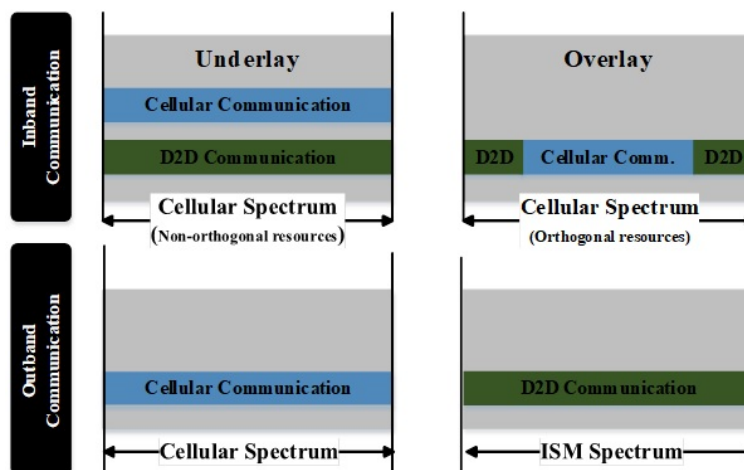 Inband
Communication
Underlay
Cellular Communication
D2D Communication
Cellular Spectrum
(Non-orthogonal resources)
Overlay
D2D
Cellular Comm.
D2D
Cellular Spectrum
(Orthogonal resources)
Outband
Communication
Cellular Communication
Cellular Spectrum
D2D Communication
ISM Spectrum